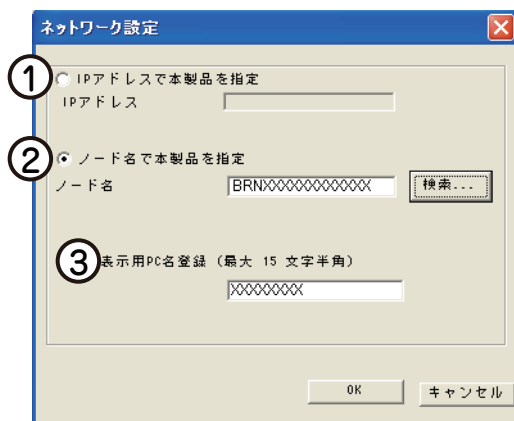 ネットワーク設定
① IPアドレスで本製品を指定
IPアドレス
② ノード名で本製品を指定
ノード名 BRNXXXXXXXXXXXX 検索...
③ 表示用PC名登録 (最大 15 文字半角)
XXXXXXXX
OK キャンセル